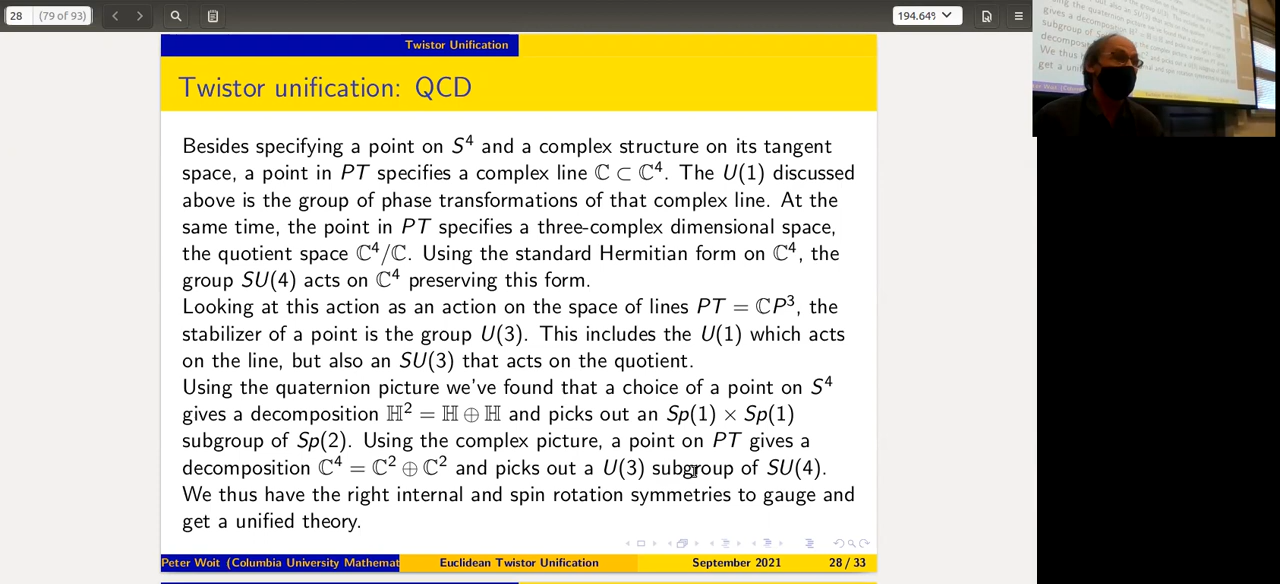 28 (79 of 93)
194.64%
Twistor Unification
Twistor unification: QCD
Besides specifying a point on S⁴ and a complex structure on its tangent
space, a point in PT specifies a complex line ℂ ⊂ ℂ⁴. The U(1) discussed
above is the group of phase transformations of that complex line. At the
same time, the point in PT specifies a three-complex dimensional space,
the quotient space ℂ⁴/ℂ. Using the standard Hermitian form on ℂ⁴, the
group SU(4) acts on ℂ⁴ preserving this form.
Looking at this action as an action on the space of lines PT = ℂP³, the
stabilizer of a point is the group U(3). This includes the U(1) which acts
on the line, but also an SU(3) that acts on the quotient.
Using the quaternion picture we've found that a choice of a point on S⁴
gives a decomposition ℍ² = ℍ ⊕ ℍ and picks out an Sp(1) × Sp(1)
subgroup of Sp(2). Using the complex picture, a point on PT gives a
decomposition ℂ⁴ = ℂ² ⊕ ℂ² and picks out a U(3) subgroup of SU(4).
We thus have the right internal and spin rotation symmetries to gauge and
get a unified theory.
Peter Woit (Columbia University Mathemat
Euclidean Twistor Unification
September 2021
28 / 33